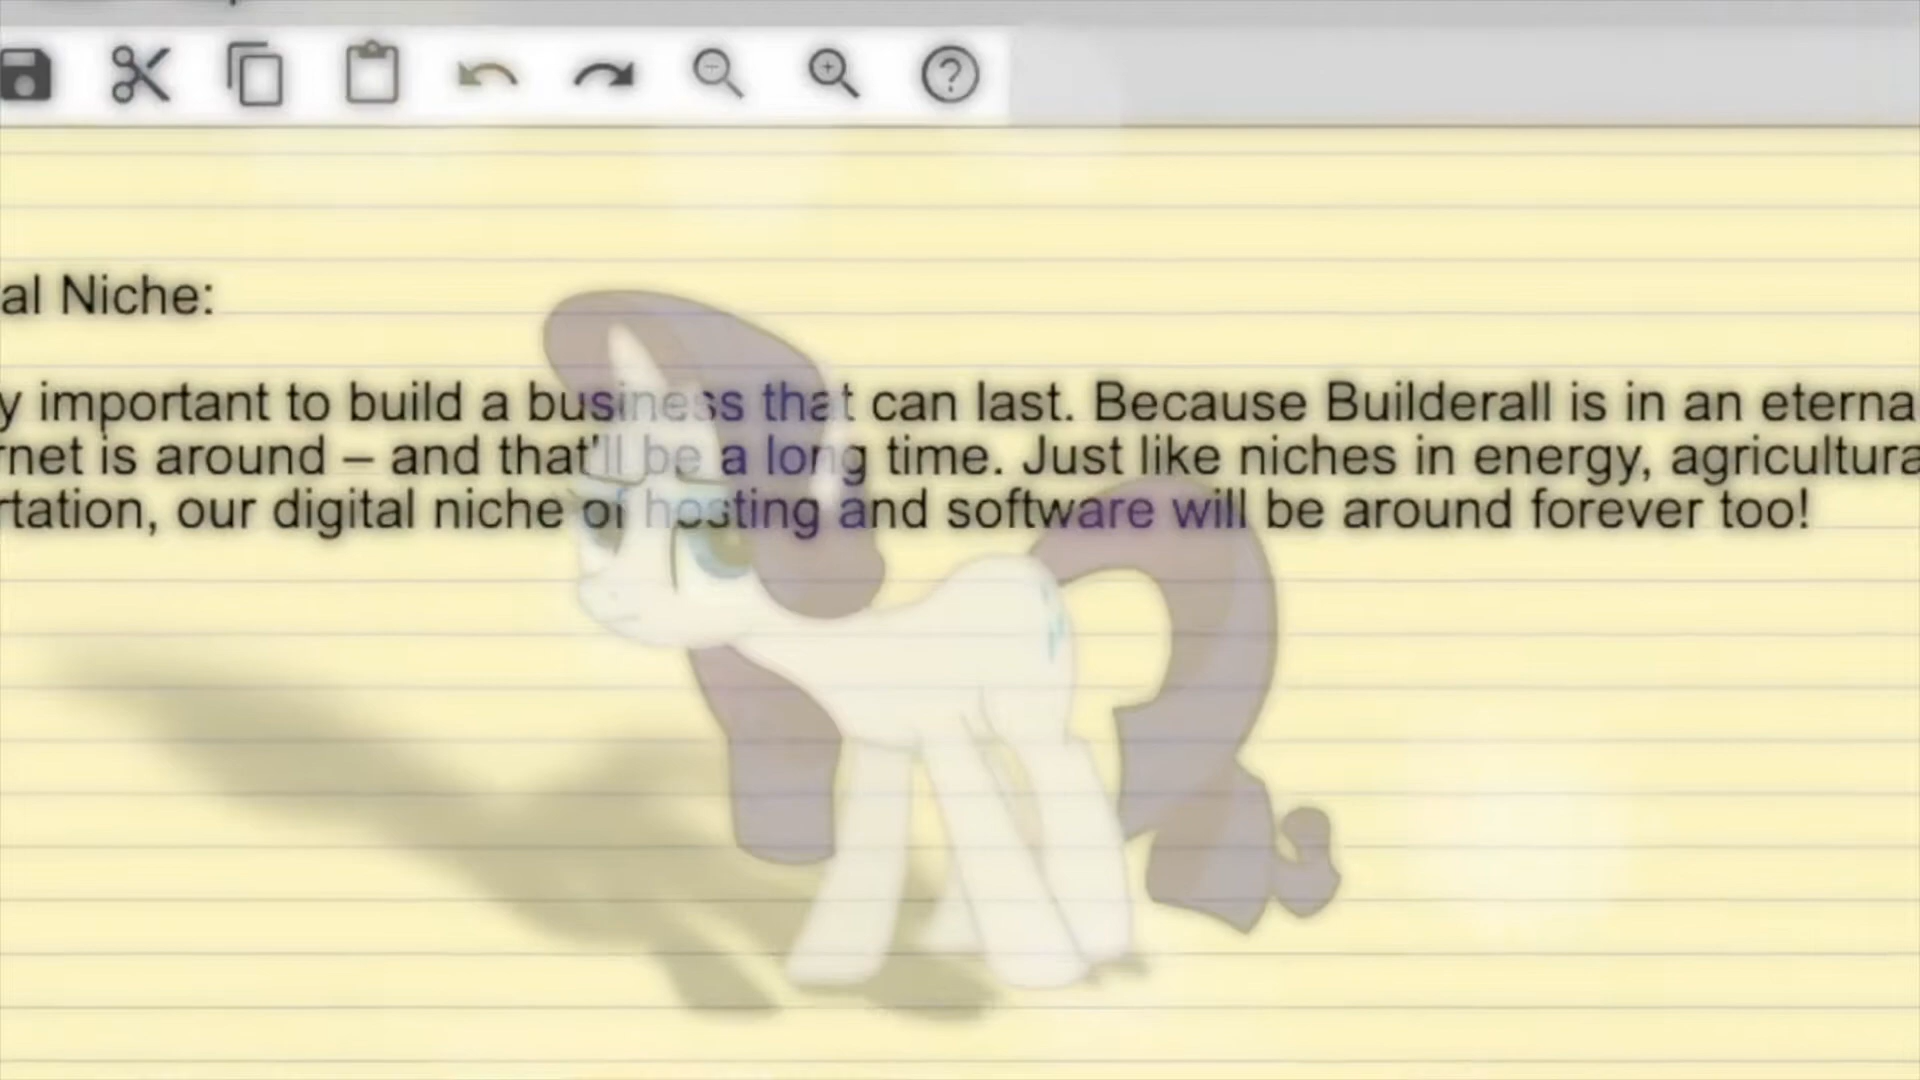 al Niche:
y important to build a business that can last. Because Builderall is in an eterna
rnet is around – and that'll be a long time. Just like niches in energy, agricultura
rtation, our digital niche of hosting and software will be around forever too!